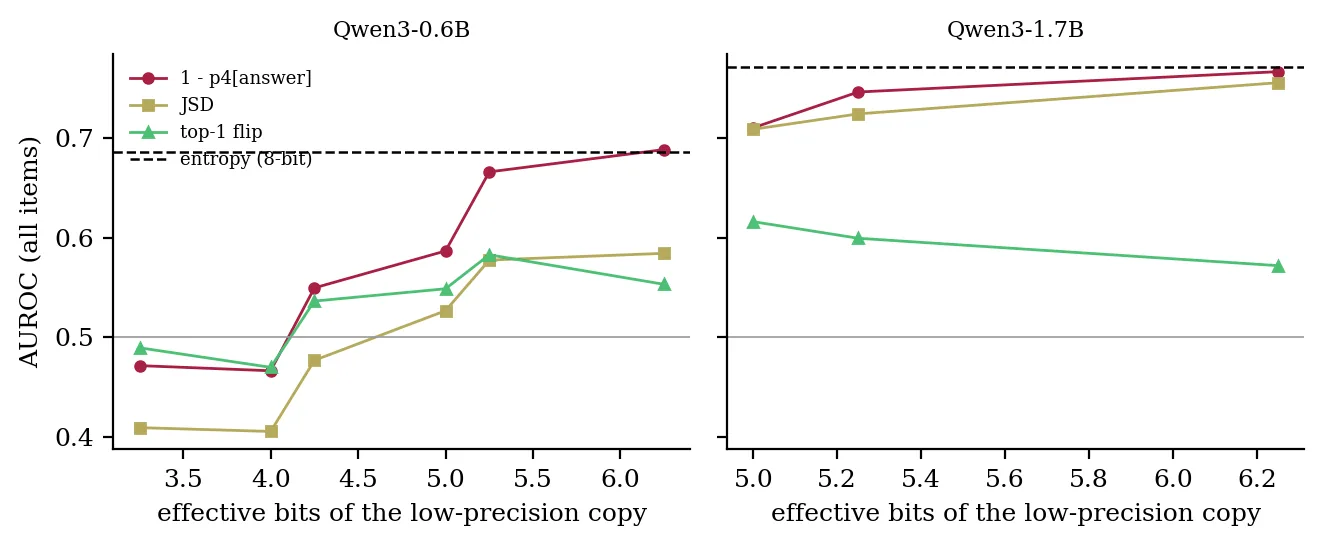 Qwen3-0.6B
Qwen3-1.7B
1 - p4[answer]
JSD
top-1 flip
entropy (8-bit)
AUROC (all items)
0.7
0.6
0.5
0.4
3.5 4.0 4.5 5.0 5.5 6.0
5.0 5.2 5.4 5.6 5.8 6.0 6.2
effective bits of the low-precision copy
effective bits of the low-precision copy